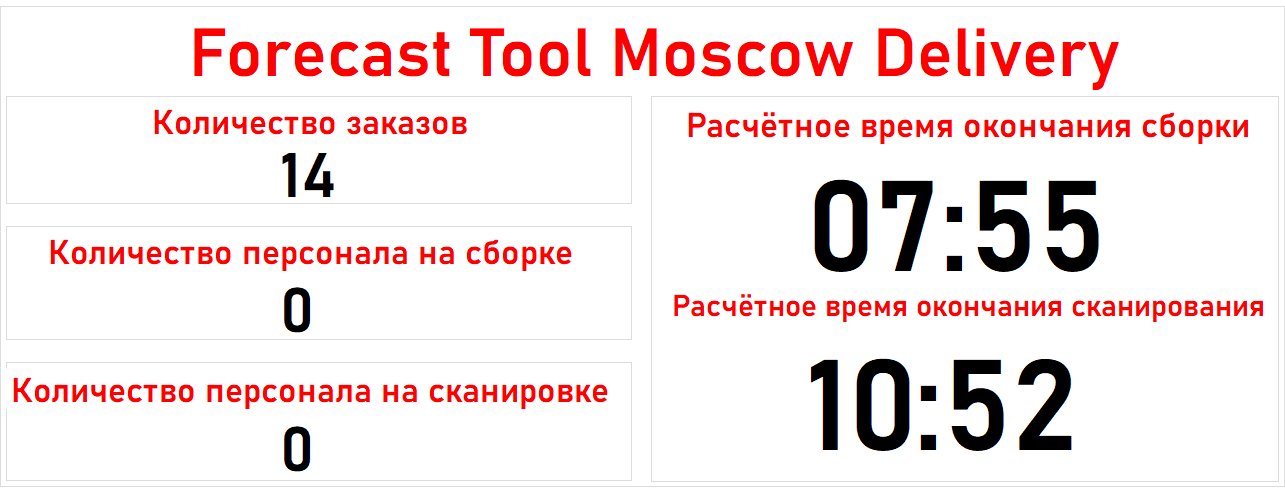 Forecast Tool Moscow Delivery
Количество заказов
14
Количество персонала на сборке
0
Количество персонала на сканировке
0
Расчётное время окончания сборки
07:55
Расчётное время окончания сканирования
10:52